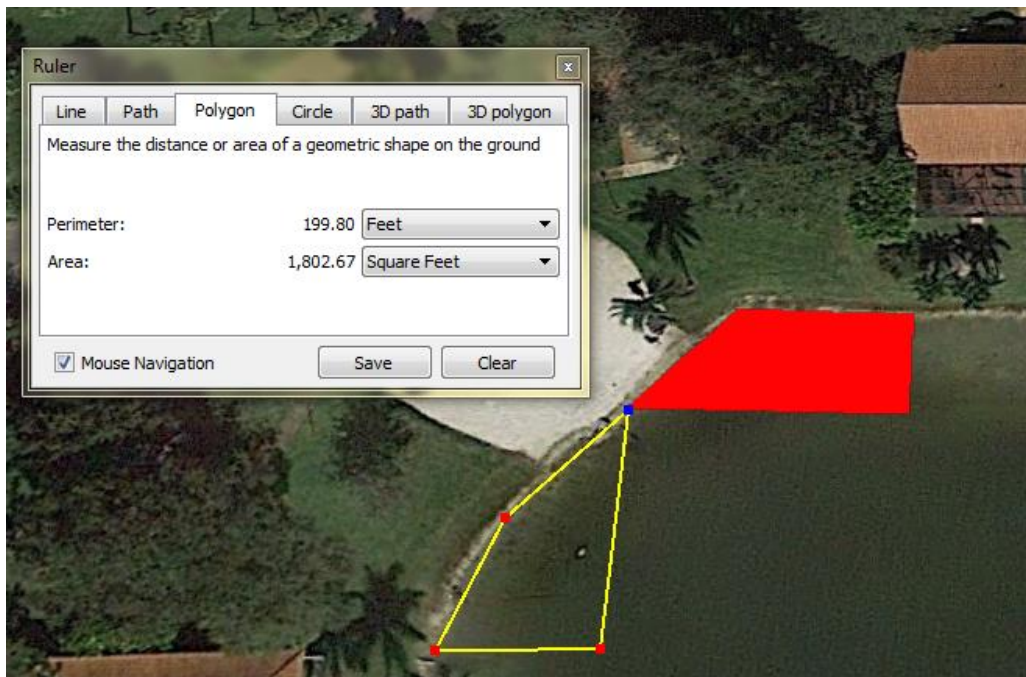 Ruler
x
Line Path Polygon Circle 3D path 3D polygon
Measure the distance or area of a geometric shape on the ground
Perimeter: 199.80 Feet
Area: 1,802.67 Square Feet
Mouse Navigation Save Clear